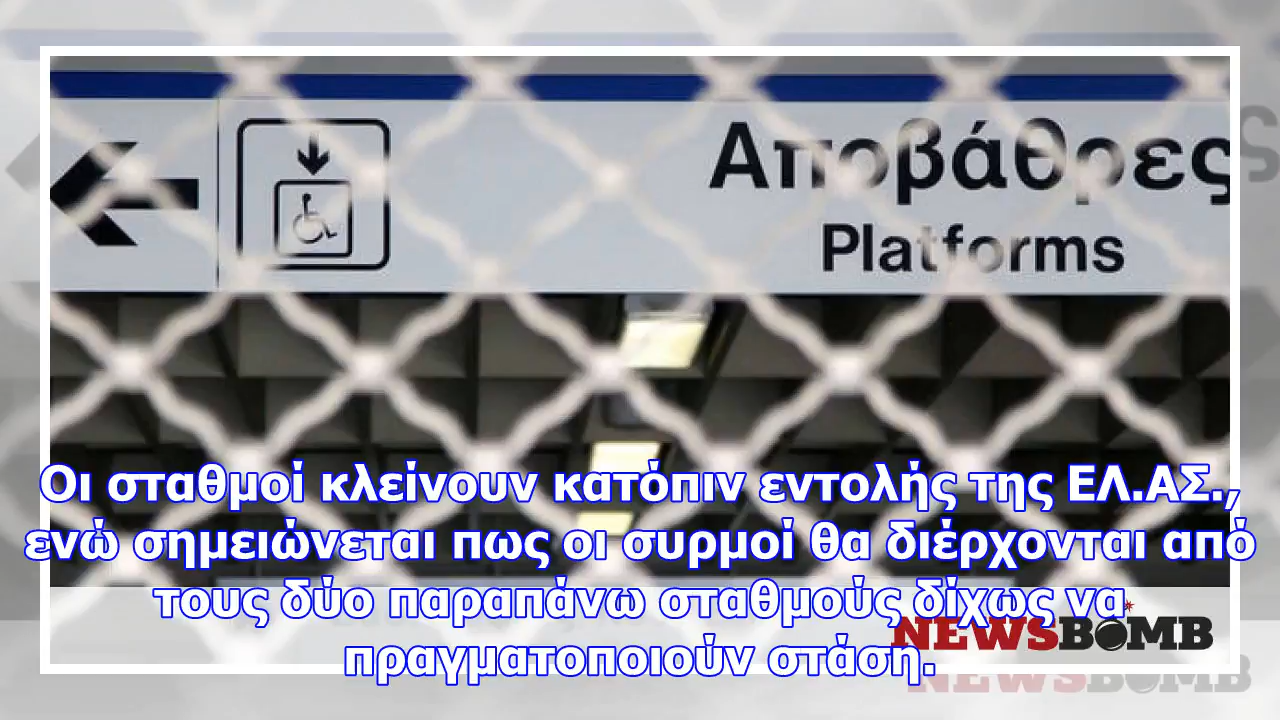 Αποβάθρες
Platforms
Οι σταθμοί κλείνουν κατόπιν εντολής της ΕΛ.ΑΣ.,
ενώ σημειώνεται πως οι συρμοί θα διέρχονται από
τους δύο παραπάνω σταθμούς δίχως να
NEWSBOMB
πραγματοποιούν στάση.
NEWSBOMB